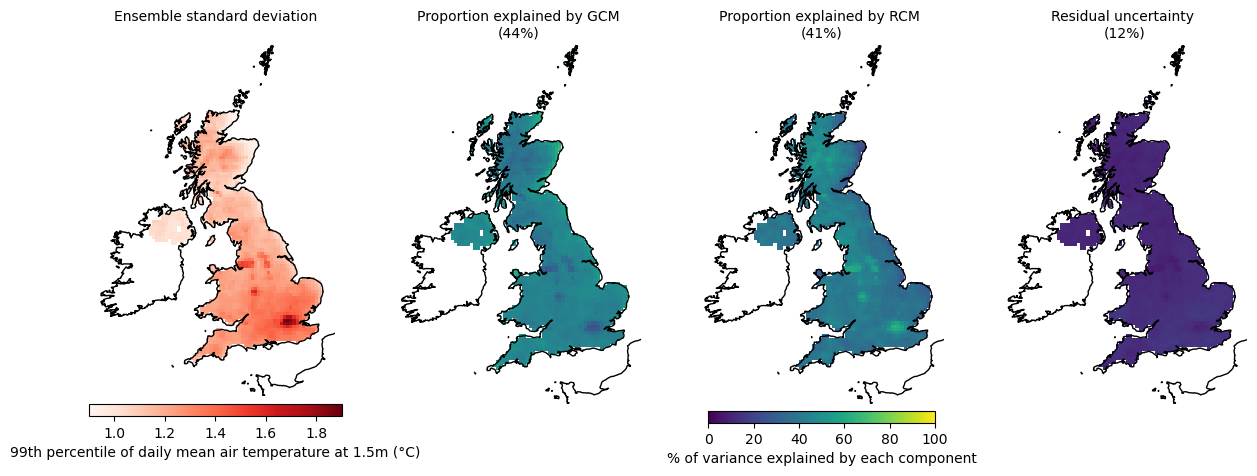 Ensemble standard deviation
Proportion explained by GCM
(44%)
Proportion explained by RCM
(41%)
Residual uncertainty
(12%)
1.0 1.2 1.4 1.6 1.8
99th percentile of daily mean air temperature at 1.5m (°C)
0 20 40 60 80 100
% of variance explained by each component